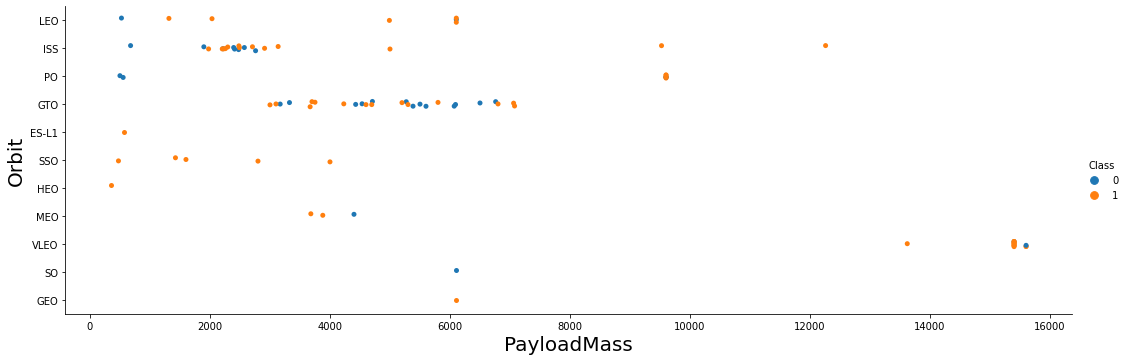 LEO
ISS
PO
GTO
ES-L1
SSO
HEO
MEO
VLEO
SO
GEO
Orbit
0 2000 4000 6000 8000 10000 12000 14000 16000
PayloadMass
Class
0
1